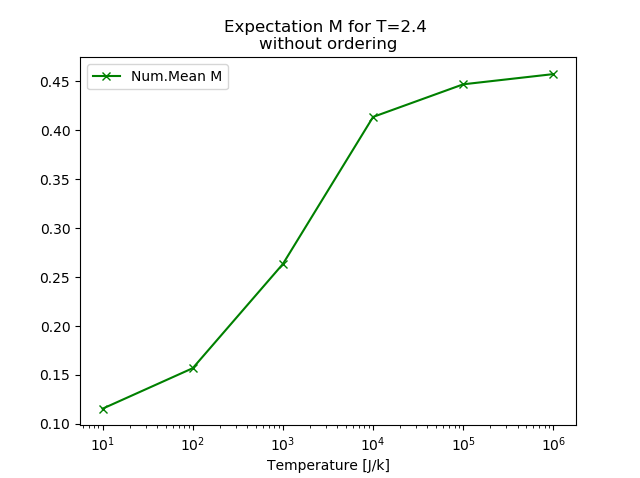 Expectation M for T=2.4
without ordering
Num.Mean M
0.45
0.40
0.35
0.30
0.25
0.20
0.15
0.10
10¹ 10² 10³ 10⁴ 10⁵ 10⁶
Temperature [J/k]